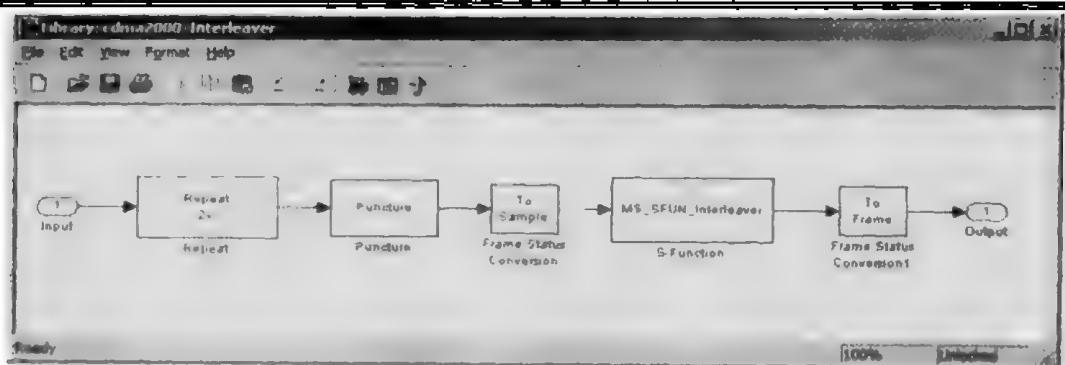 Library: cdma2000 Interleaver
File Edit View Format Help
1
Input
Repeat
2x
Repeat
Puncture
Puncture
To
Sample
Frame Status
Conversion
MS_SFUN_Interleaver
S-Function
To
Frame
Frame Status
Conversion1
1
Output
Ready
100%
Unlocked